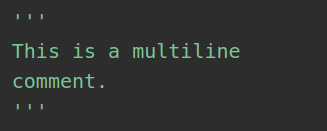 '''
This is a multiline
comment.
'''